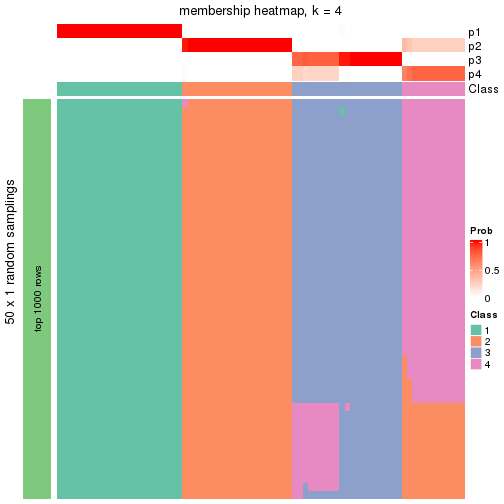 membership heatmap, k = 4
p1
p2
p3
p4
Class
50 x 1 random samplings
top 1000 rows
Prob
1
0.5
0
Class
1
2
3
4